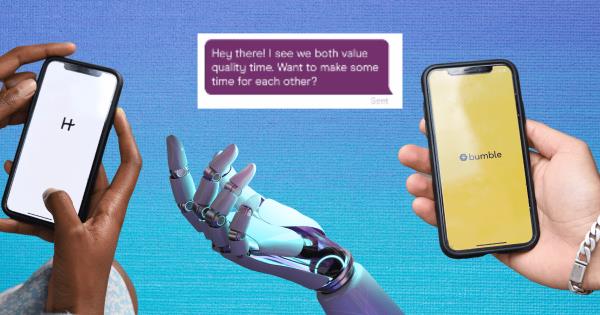 Hey there! I see we both value
quality time. Want to make some
time for each other?
Sent
H
bumble